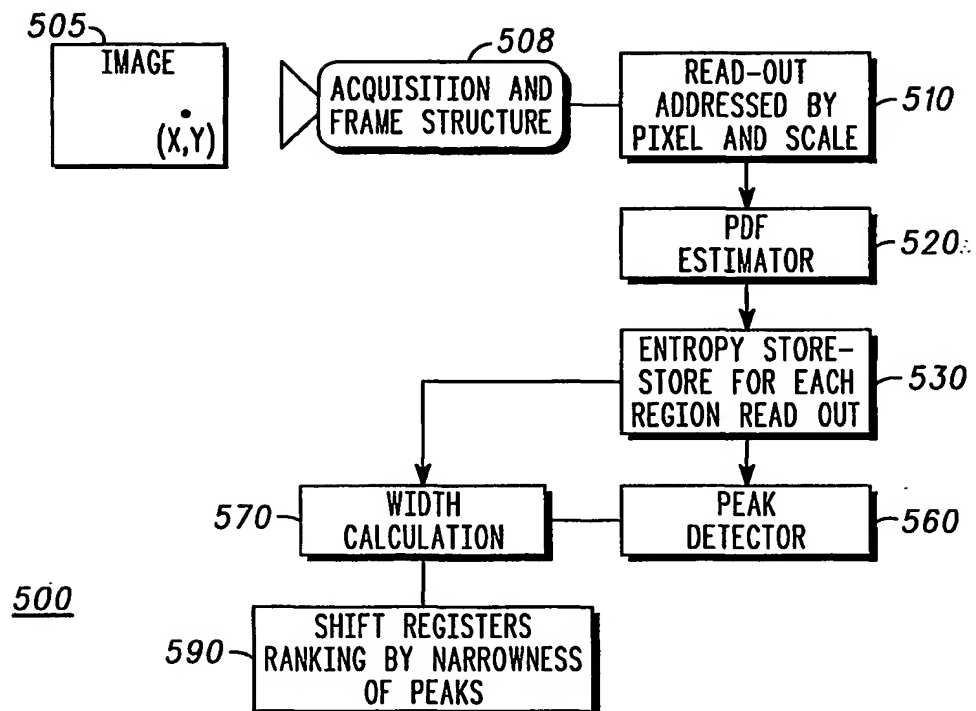 505
IMAGE
(X,Y)
508
ACQUISITION AND
FRAME STRUCTURE
READ-OUT
ADDRESSED BY
PIXEL AND SCALE
510
PDF
ESTIMATOR
520
ENTROPY STORE-
STORE FOR EACH
REGION READ OUT
530
570
WIDTH
CALCULATION
PEAK
DETECTOR
560
500
590
SHIFT REGISTERS
RANKING BY NARROWNESS
OF PEAKS